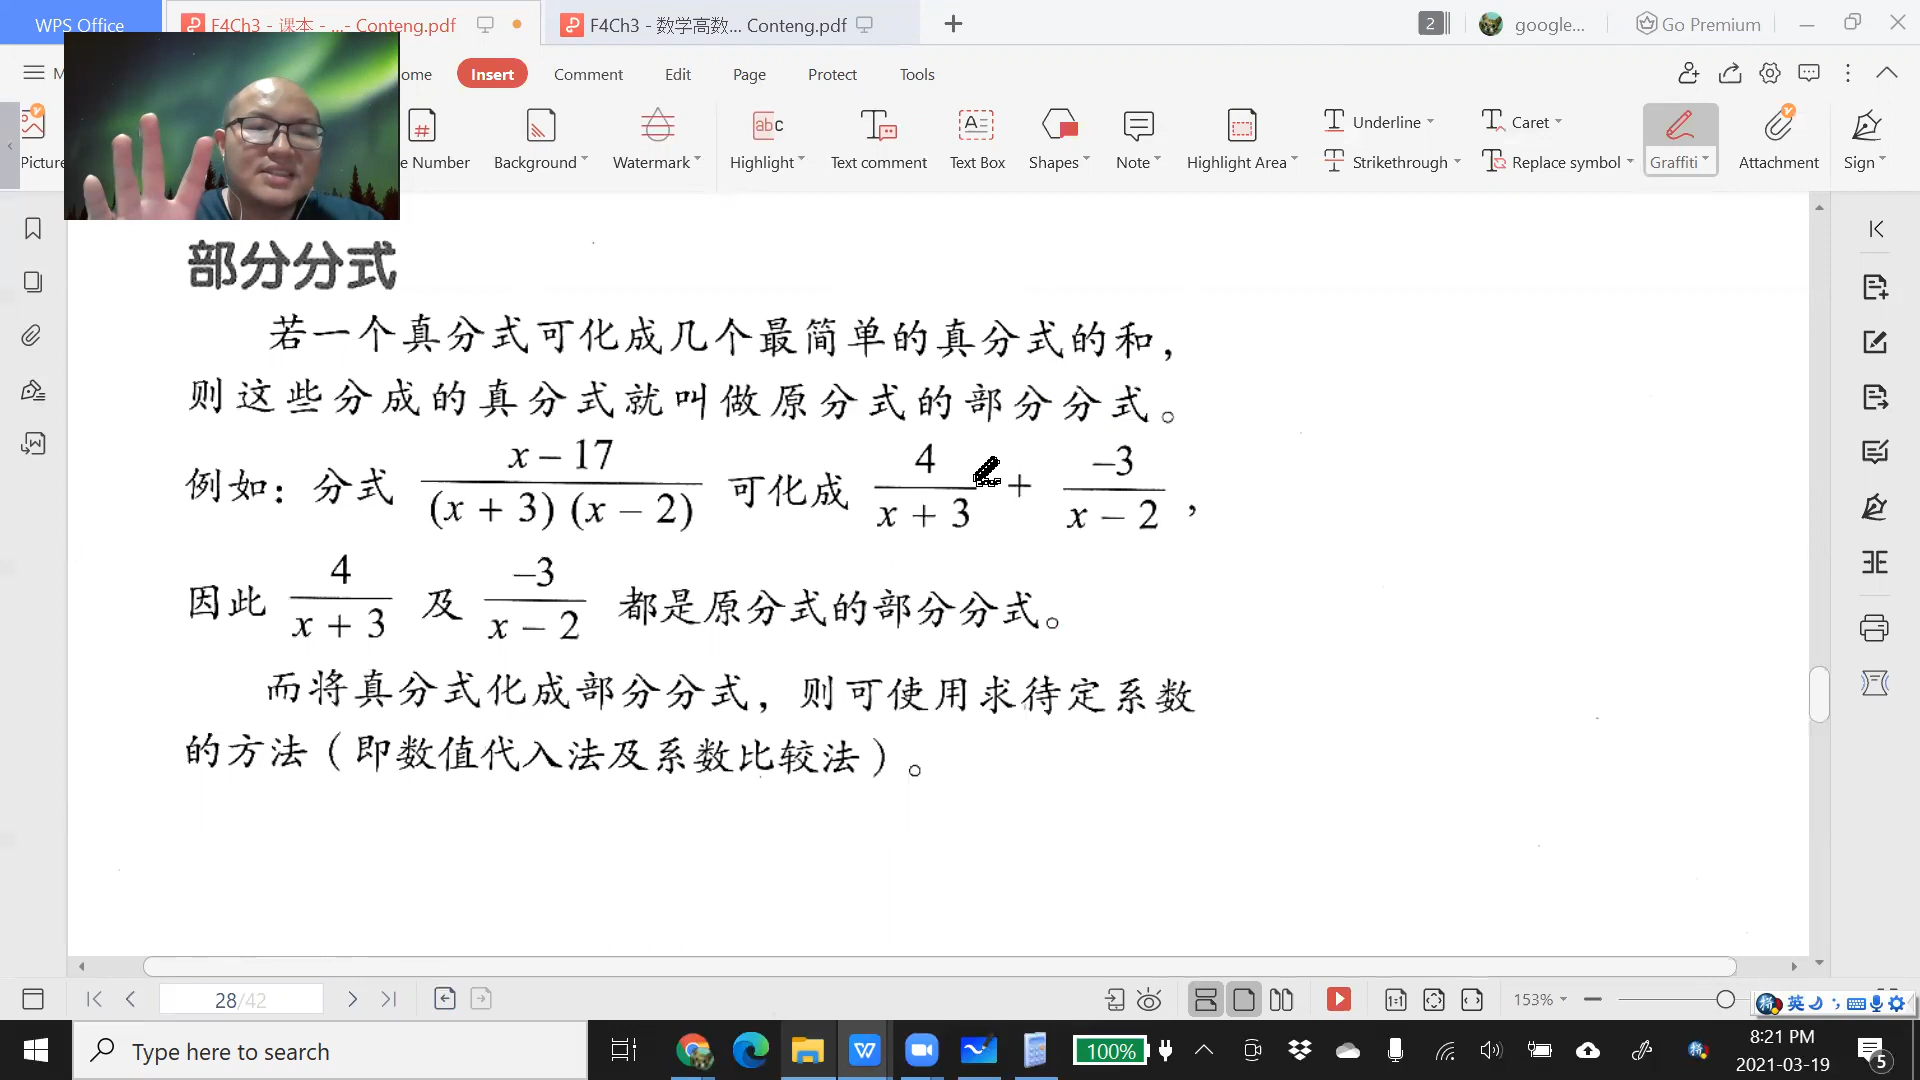 WPS Office
F4Ch3 - 课本 - ...- Conteng.pdf
F4Ch3 - 数学高数... Conteng.pdf
2
google...
Go Premium
Insert
Comment
Edit
Page
Protect
Tools
Picture
Background
Watermark
Highlight
Text comment
Text Box
Shapes
Note
Highlight Area
Underline
Strikethrough
Caret
Replace symbol
Graffiti
Attachment
Sign
部分分式
若一个真分式可化成几个最简单的真分式的和，
则这些分成的真分式就叫做原分式的部分分式。
例如：分式 (x – 17)/((x + 3) (x – 2)) 可化成 4/(x + 3) + –3/(x – 2) ，
因此 4/(x + 3) 及 –3/(x – 2) 都是原分式的部分分式。
而将真分式化成部分分式，则可使用求待定系数
的方法（即数值代入法及系数比较法）。
28/42
153%
英
Type here to search
100%
8:21 PM
2021-03-19
5